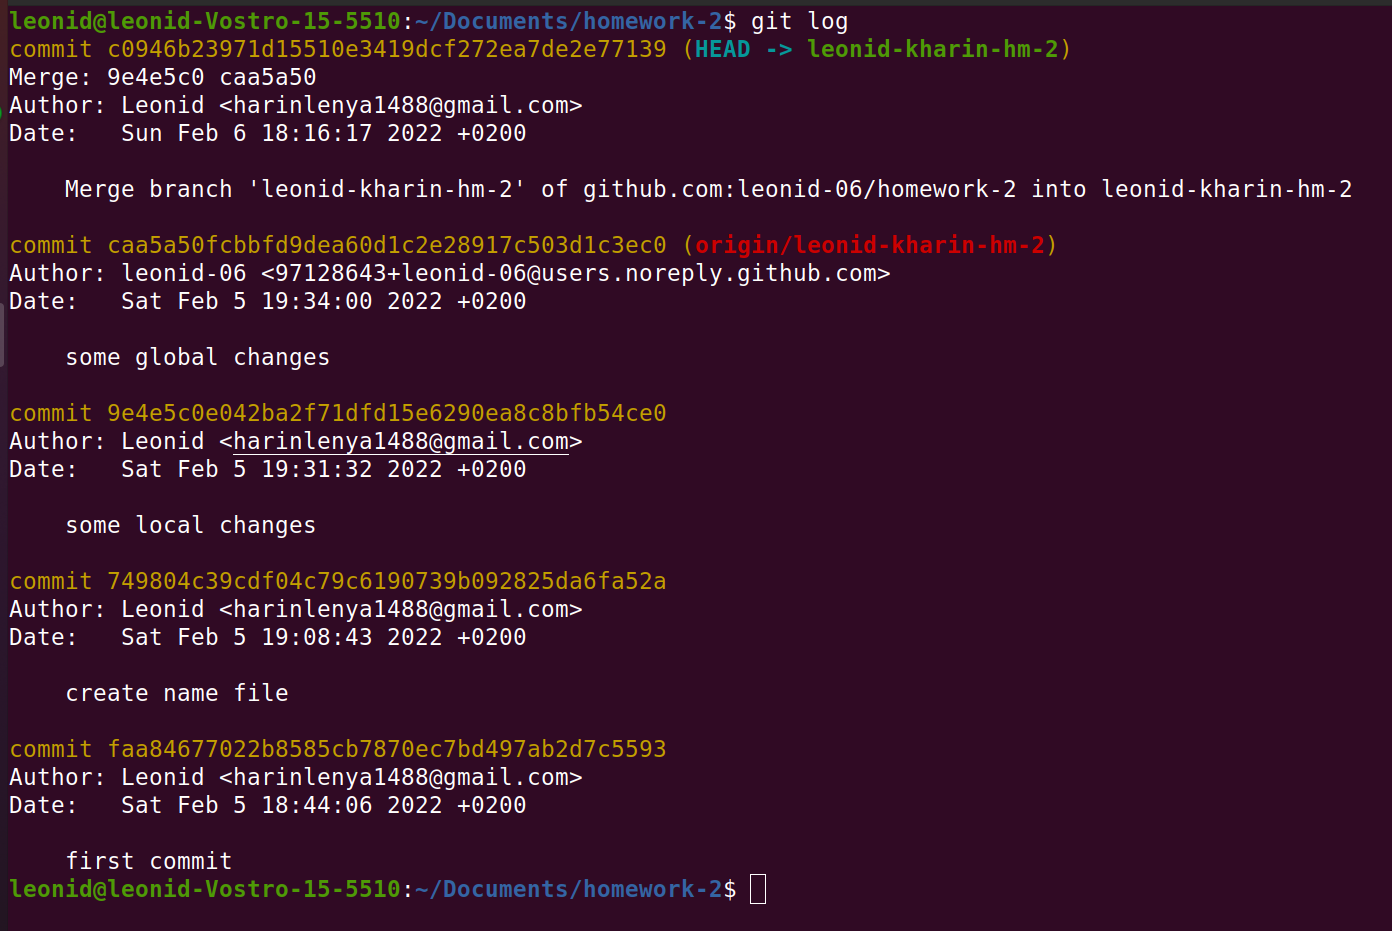 leonid@leonid-Vostro-15-5510:~/Documents/homework-2$ git log
commit c0946b23971d15510e3419dcf272ea7de2e77139 (HEAD -> leonid-kharin-hm-2)
Merge: 9e4e5c0 caa5a50
Author: Leonid <harinlenya1488@gmail.com>
Date:   Sun Feb 6 18:16:17 2022 +0200
    Merge branch 'leonid-kharin-hm-2' of github.com:leonid-06/homework-2 into leonid-kharin-hm-2
commit caa5a50fcbbfd9dea60d1c2e28917c503d1c3ec0 (origin/leonid-kharin-hm-2)
Author: leonid-06 <97128643+leonid-06@users.noreply.github.com>
Date:   Sat Feb 5 19:34:00 2022 +0200
    some global changes
commit 9e4e5c0e042ba2f71dfd15e6290ea8c8bfb54ce0
Author: Leonid <harinlenya1488@gmail.com>
Date:   Sat Feb 5 19:31:32 2022 +0200
    some local changes
commit 749804c39cdf04c79c6190739b092825da6fa52a
Author: Leonid <harinlenya1488@gmail.com>
Date:   Sat Feb 5 19:08:43 2022 +0200
    create name file
commit faa84677022b8585cb7870ec7bd497ab2d7c5593
Author: Leonid <harinlenya1488@gmail.com>
Date:   Sat Feb 5 18:44:06 2022 +0200
    first commit
leonid@leonid-Vostro-15-5510:~/Documents/homework-2$